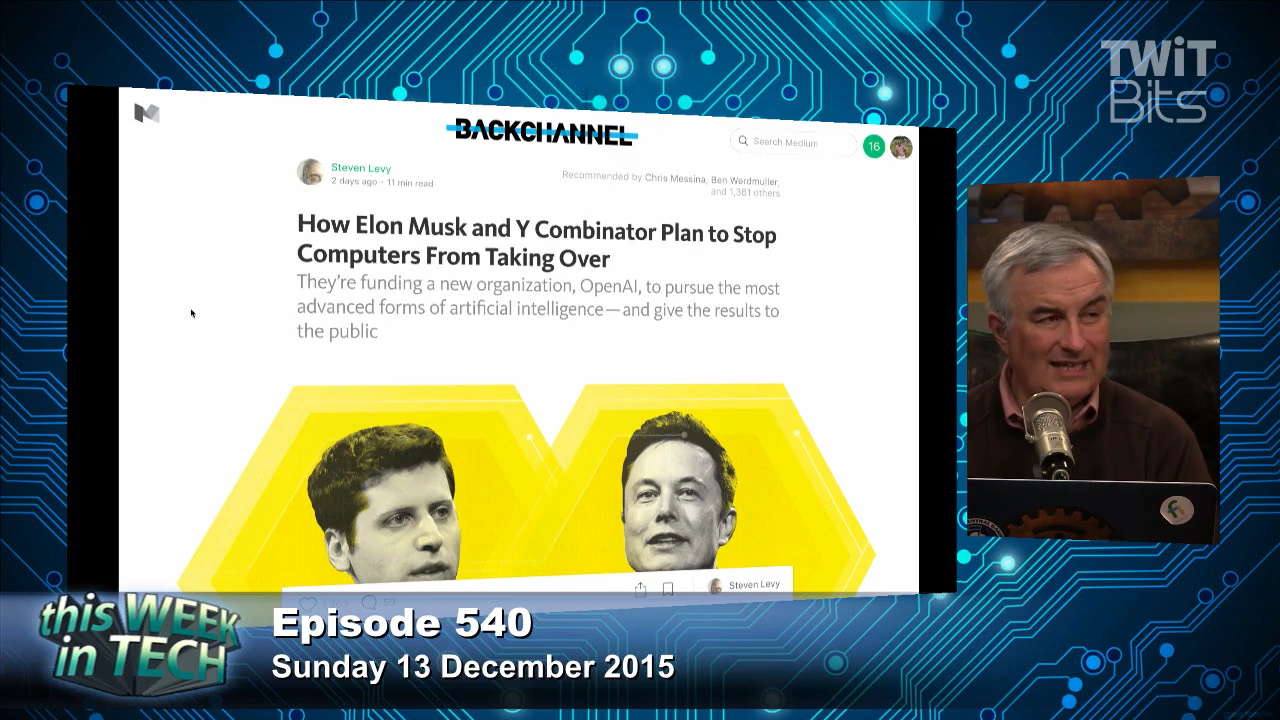 TWiT
Bits
BACKCHANNEL
Search Medium
16
Steven Levy
2 days ago - 11 min read
Recommended by Chris Messina, Ben Werdmuller,
and 1,361 others
How Elon Musk and Y Combinator Plan to Stop
Computers From Taking Over
They're funding a new organization, OpenAI, to pursue the most
advanced forms of artificial intelligence — and give the results to
the public
Steven Levy
59
this WEEK
in TECH
Episode 540
Sunday 13 December 2015